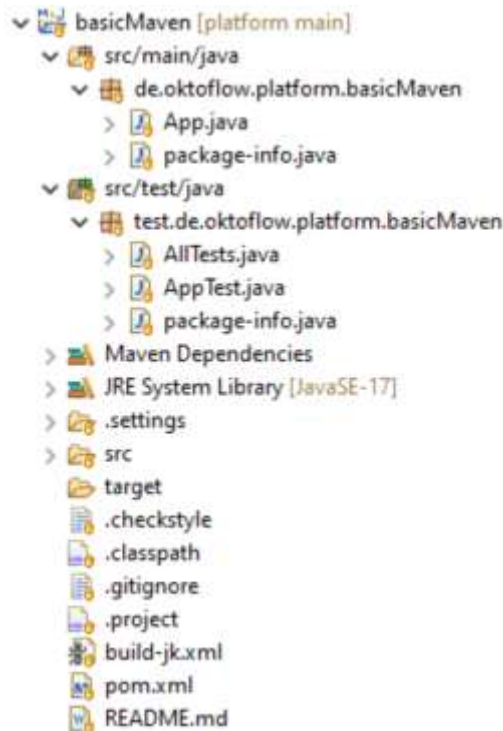 basicMaven [platform main]
src/main/java
de.oktoflow.platform.basicMaven
App.java
package-info.java
src/test/java
test.de.oktoflow.platform.basicMaven
AllTests.java
AppTest.java
package-info.java
Maven Dependencies
JRE System Library [JavaSE-17]
.settings
src
target
.checkstyle
.classpath
.gitignore
.project
build-jk.xml
pom.xml
README.md